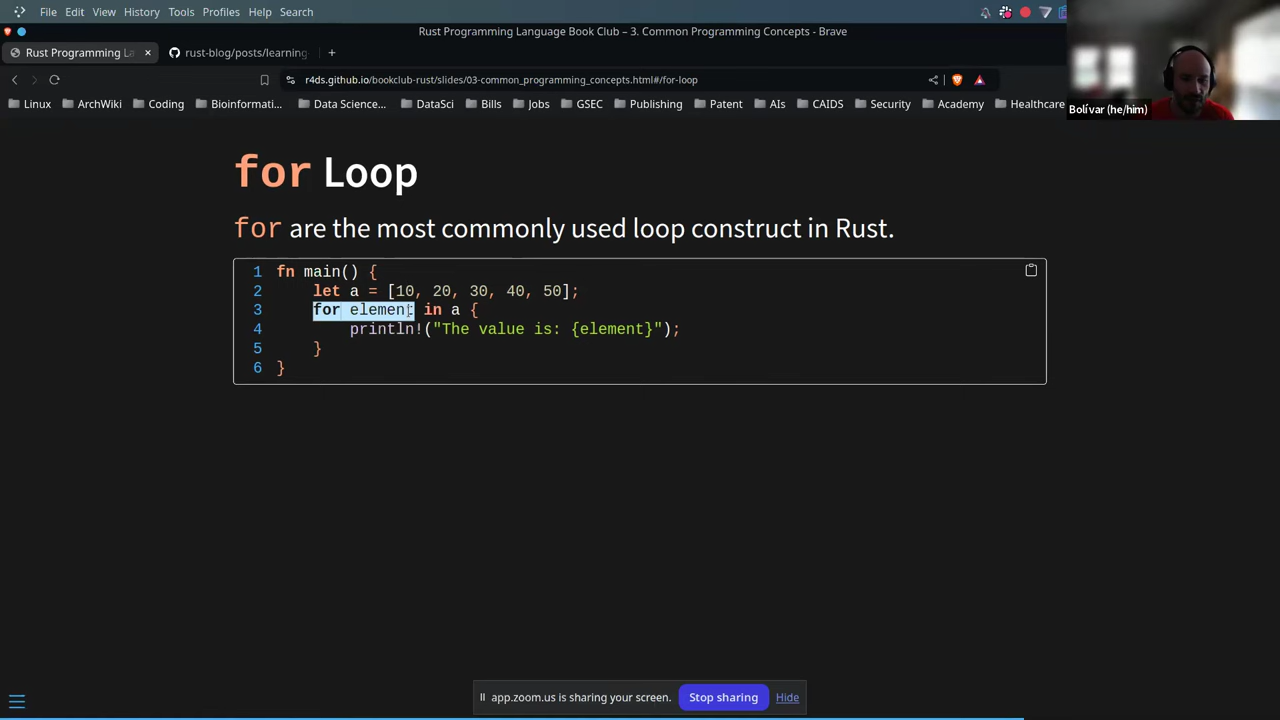 File Edit View History Tools Profiles Help Search
Rust Programming Language Book Club – 3. Common Programming Concepts - Brave
Rust Programming La
rust-blog/posts/learning-
r4ds.github.io/bookclub-rust/slides/03-common_programming_concepts.html#/for-loop
Linux ArchWiki Coding Bioinformati... Data Science... DataSci Bills Jobs GSEC Publishing Patent AIs CAIDS Security Academy Healthcare
Bolívar (he/him)
for Loop
for are the most commonly used loop construct in Rust.
1 fn main() {
2 let a = [10, 20, 30, 40, 50];
3 for element in a {
4 println!("The value is: {element}");
5 }
6 }
app.zoom.us is sharing your screen. Stop sharing Hide